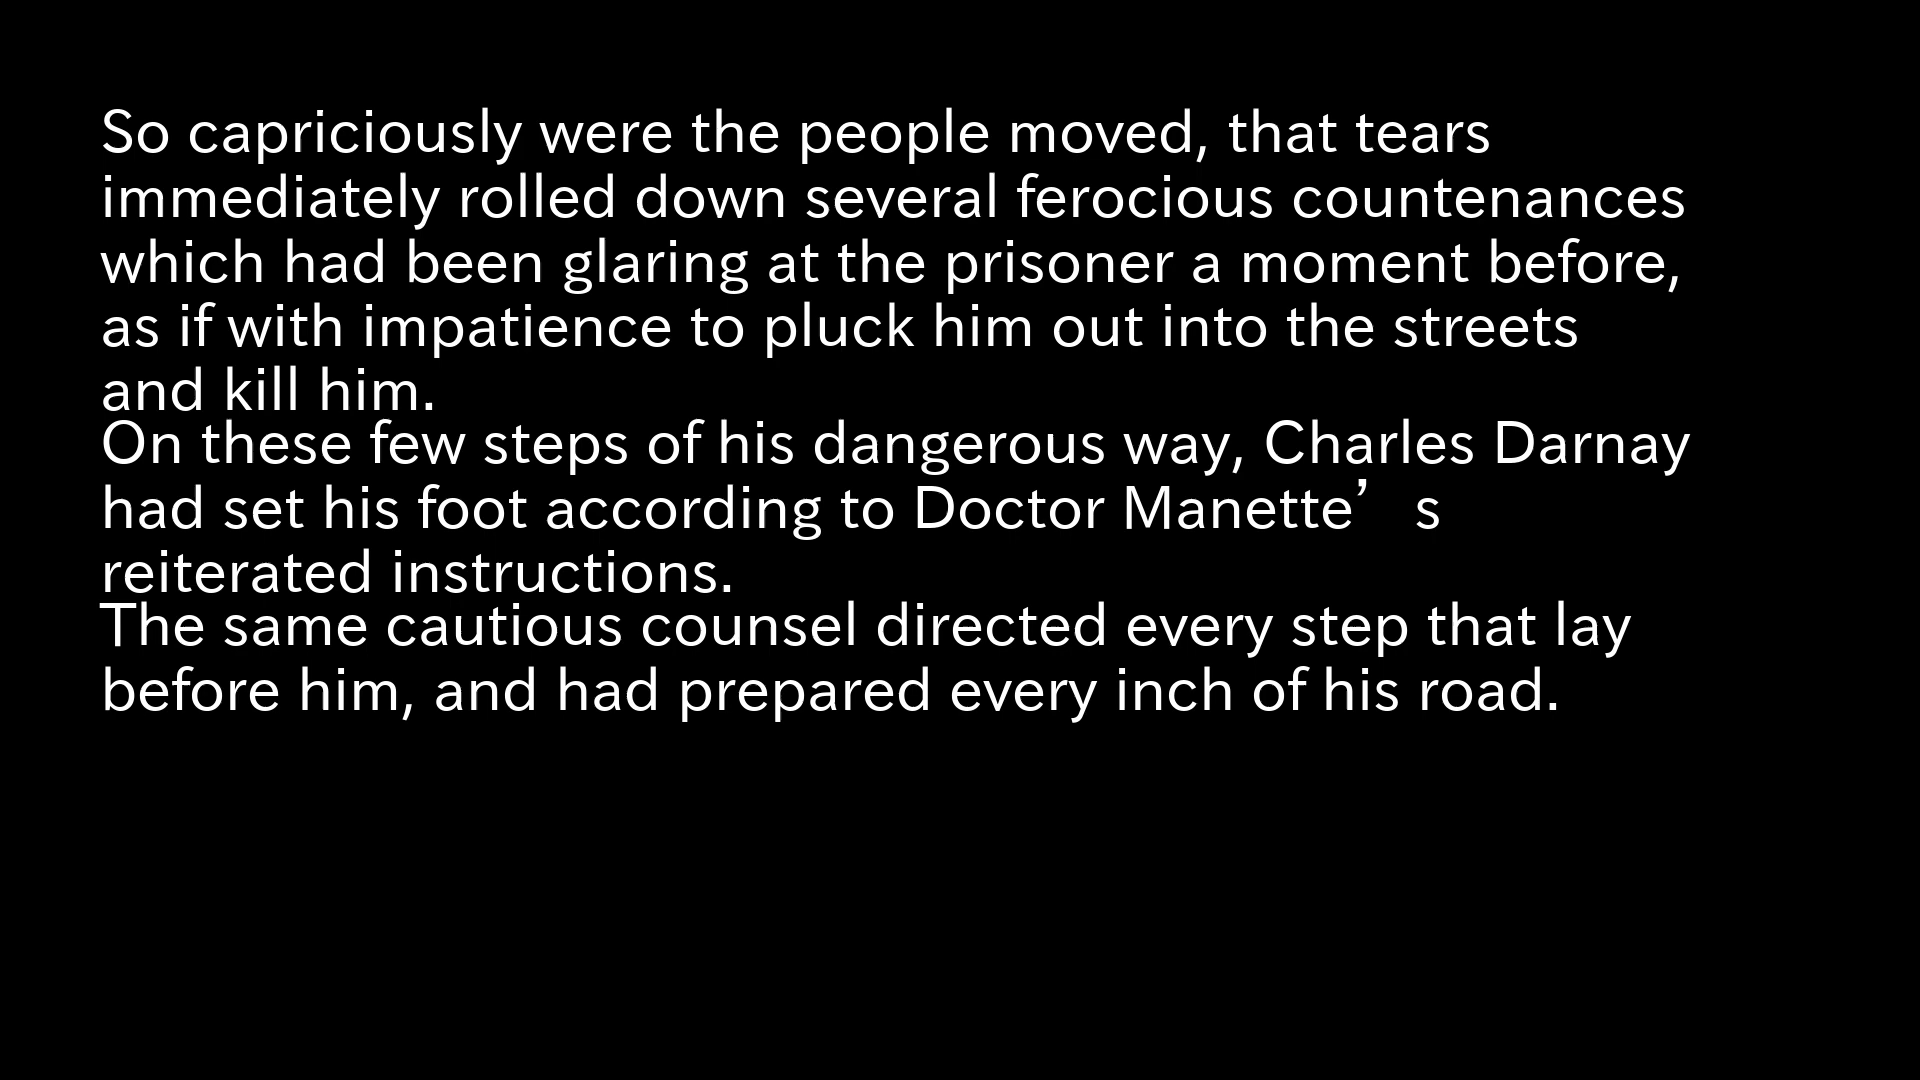 So capriciously were the people moved, that tears
immediately rolled down several ferocious countenances
which had been glaring at the prisoner a moment before,
as if with impatience to pluck him out into the streets
and kill him.
On these few steps of his dangerous way, Charles Darnay
had set his foot according to Doctor Manette’s
reiterated instructions.
The same cautious counsel directed every step that lay
before him, and had prepared every inch of his road.